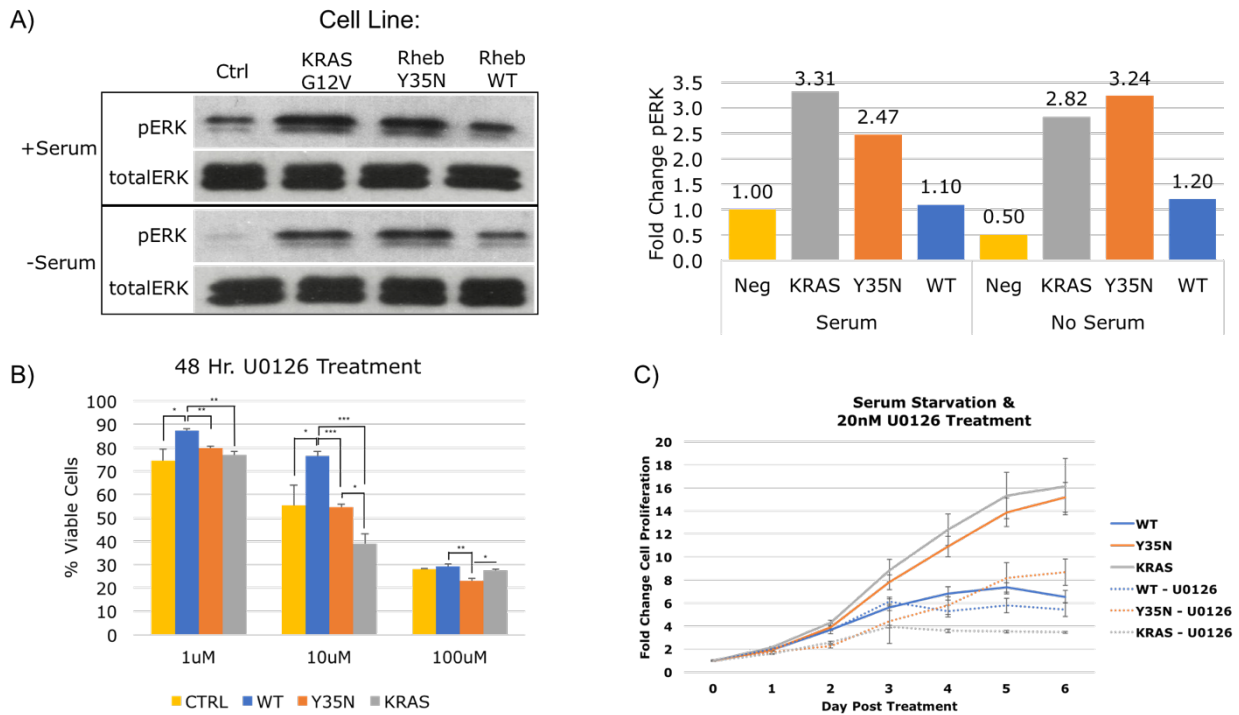 A)
Cell Line:
Ctrl
KRAS
G12V
Rheb
Y35N
Rheb
WT
+Serum
pERK
totalERK
-Serum
pERK
totalERK
Fold Change pERK
3.5
3.0
2.5
2.0
1.5
1.0
0.5
0.0
1.00
3.31
2.47
1.10
0.50
2.82
3.24
1.20
Neg KRAS Y35N WT Neg KRAS Y35N WT
Serum No Serum
B)
48 Hr. U0126 Treatment
% Viable Cells
100
90
80
70
60
50
40
30
20
10
0
* ** **
* *** *** *
** *
1uM 10uM 100uM
CTRL WT Y35N KRAS
C)
Serum Starvation &
20nM U0126 Treatment
Fold Change Cell Proliferation
20
18
16
14
12
10
8
6
4
2
0
0 1 2 3 4 5 6
Day Post Treatment
WT
Y35N
KRAS
WT - U0126
Y35N - U0126
KRAS - U0126